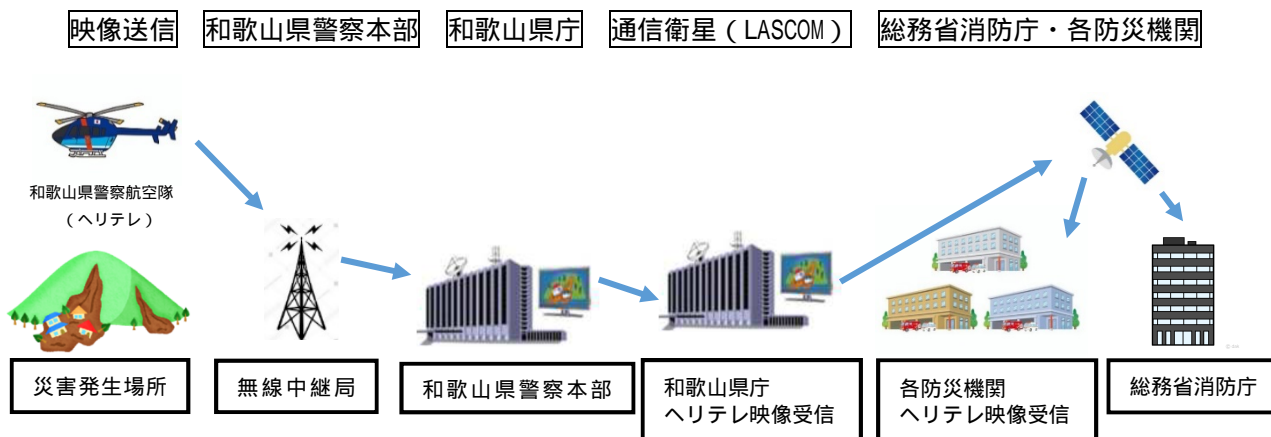 映像送信
和歌山県警察本部
和歌山県庁
通信衛星（LASCOM）
総務省消防庁・各防災機関
和歌山県警察航空隊
（ヘリテレ）
災害発生場所
無線中継局
和歌山県警察本部
和歌山県庁
ヘリテレ映像受信
各防災機関
ヘリテレ映像受信
総務省消防庁